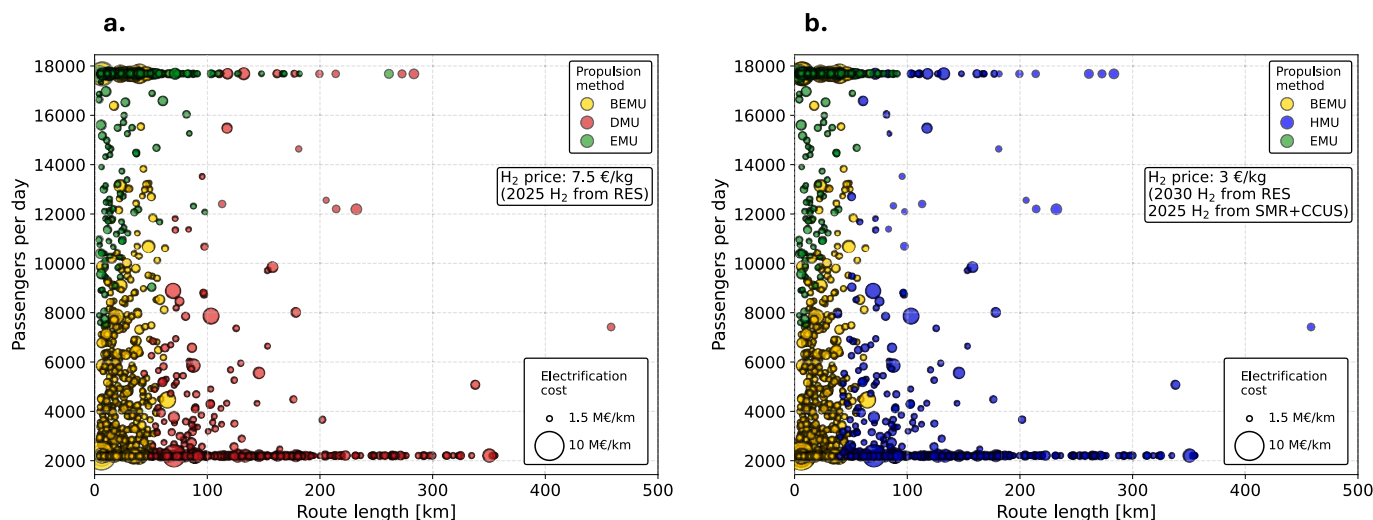 a.
18000
16000
14000
12000
10000
8000
6000
4000
2000
0
100
200
300
400
500
Passengers per day
Route length [km]
Propulsion
method
BEMU
DMU
EMU
H₂ price: 7.5 €/kg
(2025 H₂ from RES)
Electrification
cost
1.5 M€/km
10 M€/km
b.
18000
16000
14000
12000
10000
8000
6000
4000
2000
0
100
200
300
400
500
Passengers per day
Route length [km]
Propulsion
method
BEMU
HMU
EMU
H₂ price: 3 €/kg
(2030 H₂ from RES
2025 H₂ from SMR+CCUS)
Electrification
cost
1.5 M€/km
10 M€/km